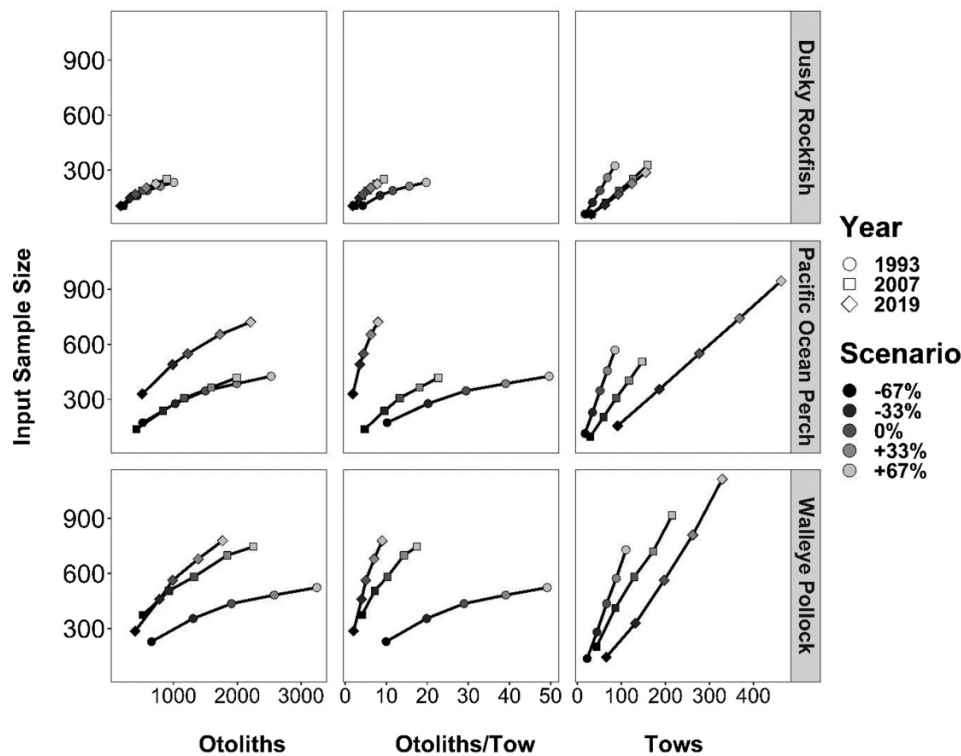 900
600
300
Dusky Rockfish
900
600
300
Pacific Ocean Perch
900
600
300
Walleye Pollock
Input Sample Size
1000 2000 3000
0 10 20 30 40 50
0 100 200 300 400
Otoliths
Otoliths/Tow
Tows
Year
1993
2007
2019
Scenario
-67%
-33%
0%
+33%
+67%